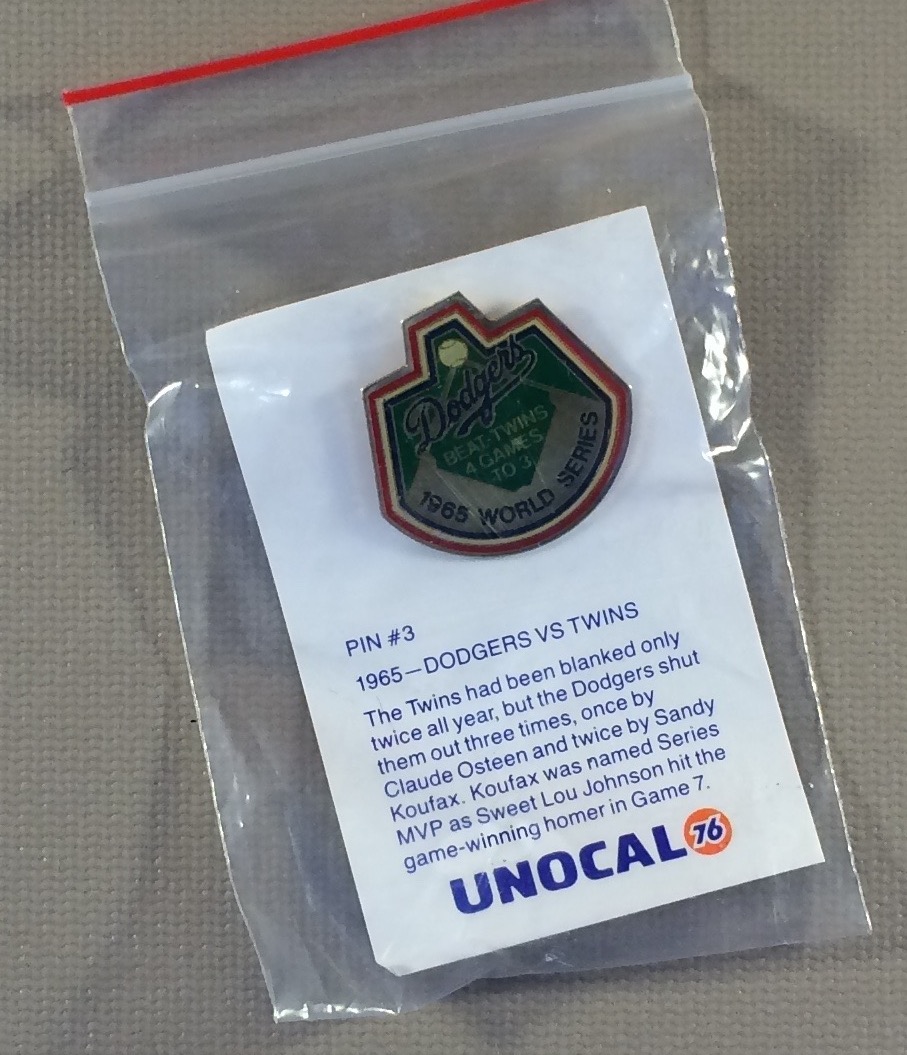 Dodgers
BEAT TWINS
4 GAMES
TO 3
1965 WORLD SERIES
PIN #3
1965—DODGERS VS TWINS
The Twins had been blanked only
twice all year, but the Dodgers shut
them out three times, once by
Claude Osteen and twice by Sandy
Koufax. Koufax was named Series
MVP as Sweet Lou Johnson hit the
game-winning homer in Game 7.
UNOCAL 76